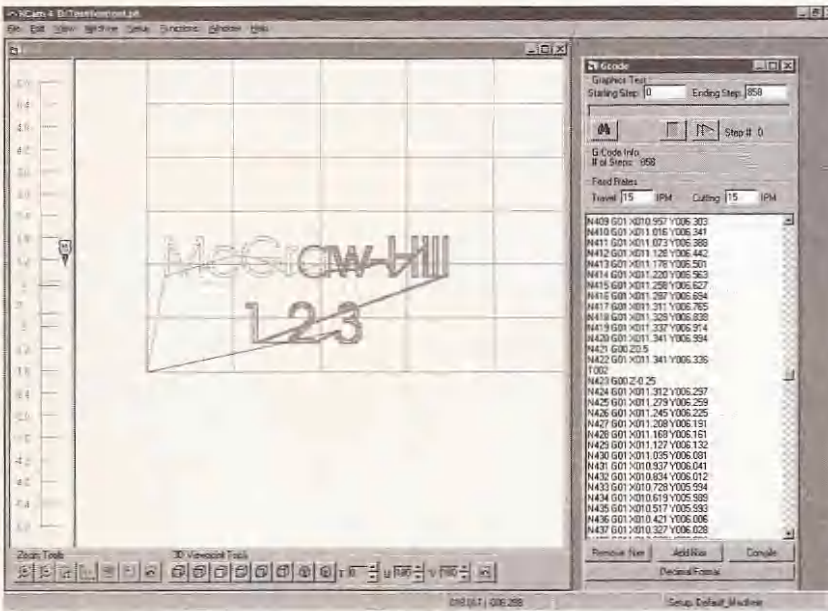 KCam 4
File Edit View Machine Setup Functions Window Help
McGraw-Hill
123
Zoom Tools
3D Viewpoint Tools
Gcode
Graphics Test
Starting Step: 0 Ending Step: 858
Step #: 0
G-Code Info
# of Steps: 858
Feed Rates
Travel 15 IPM Cutting 15 IPM
N409 G01 X010.957 Y006.303
N410 G01 X011.016 Y006.341
N411 G01 X011.073 Y006.388
N412 G01 X011.128 Y006.442
N413 G01 X011.176 Y006.501
N414 G01 X011.220 Y006.563
N415 G01 X011.258 Y006.627
N416 G01 X011.287 Y006.694
N417 G01 X011.311 Y006.765
N418 G01 X011.328 Y006.838
N419 G01 X011.337 Y006.914
N420 G01 X011.341 Y006.994
N421 G00 Z0.5
N422 G01 X011.341 Y006.336
T002
N423 G00 Z-0.25
N424 G01 X011.312 Y006.297
N425 G01 X011.279 Y006.259
N426 G01 X011.245 Y006.225
N427 G01 X011.208 Y006.191
N428 G01 X011.168 Y006.161
N429 G01 X011.127 Y006.132
N430 G01 X011.035 Y006.081
N431 G01 X010.937 Y006.041
N432 G01 X010.834 Y006.012
N433 G01 X010.728 Y005.994
N434 G01 X010.619 Y005.989
N435 G01 X010.517 Y005.993
N436 G01 X010.421 Y006.006
N437 G01 X010.327 Y006.028
Remove Nxx Add Nxx Compile
Decimal Format
Setup: Default_Machine